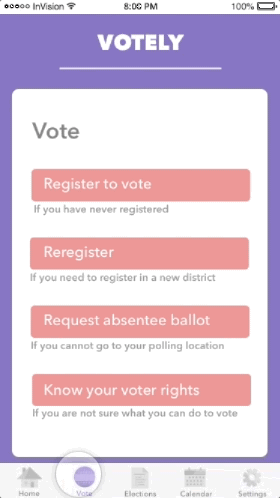 InVision 8:00 PM 100%
VOTELY
Vote
Register to vote
If you have never registered
Reregister
If you need to register in a new district
Request absentee ballot
If you cannot go to your polling location
Know your voter rights
If you are not sure what you can do to vote
Home Vote Elections Calendar Settings